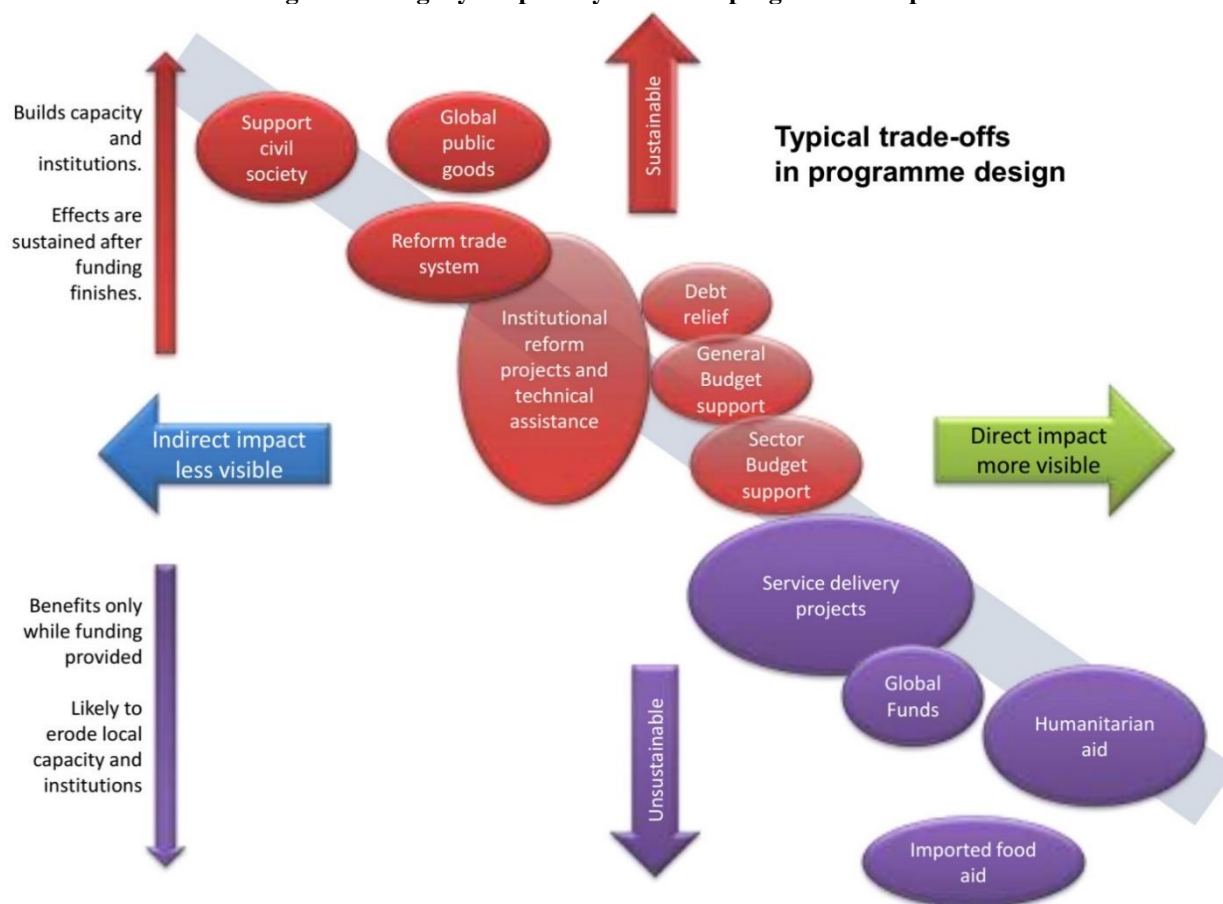 Typical trade-offs
in programme design
Sustainable
Builds capacity
and
institutions.
Effects are
sustained after
funding
finishes.
Support
civil
society
Global
public
goods
Reform trade
system
Institutional
reform
projects and
technical
assistance
Debt
relief
General
Budget
support
Sector
Budget
support
Indirect impact
less visible
Direct impact
more visible
Benefits only
while funding
provided
Likely to
erode local
capacity and
institutions
Unsustainable
Service delivery
projects
Global
Funds
Humanitarian
aid
Imported food
aid